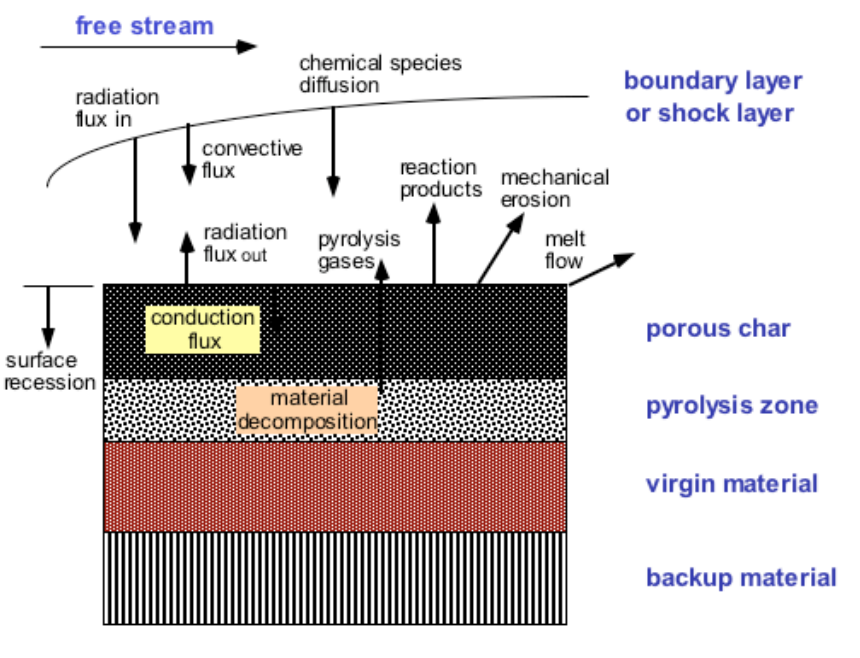 free stream
chemical species
diffusion
boundary layer
or shock layer
radiation
flux in
convective
flux
reaction
products
mechanical
erosion
radiation
flux out
pyrolysis
gases
melt
flow
conduction
flux
porous char
surface
recession
material
decomposition
pyrolysis zone
virgin material
backup material